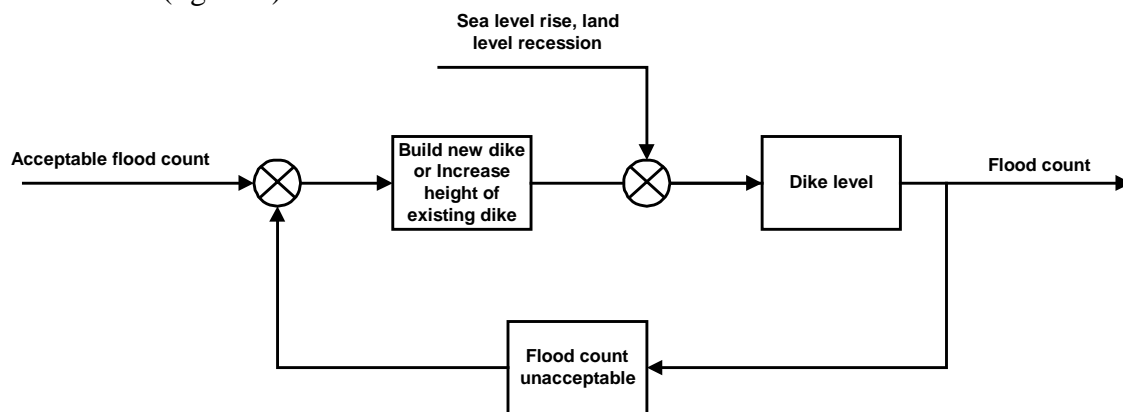 Sea level rise, land
level recession
Acceptable flood count
Build new dike
or Increase
height of
existing dike
Dike level
Flood count
Flood count
unacceptable